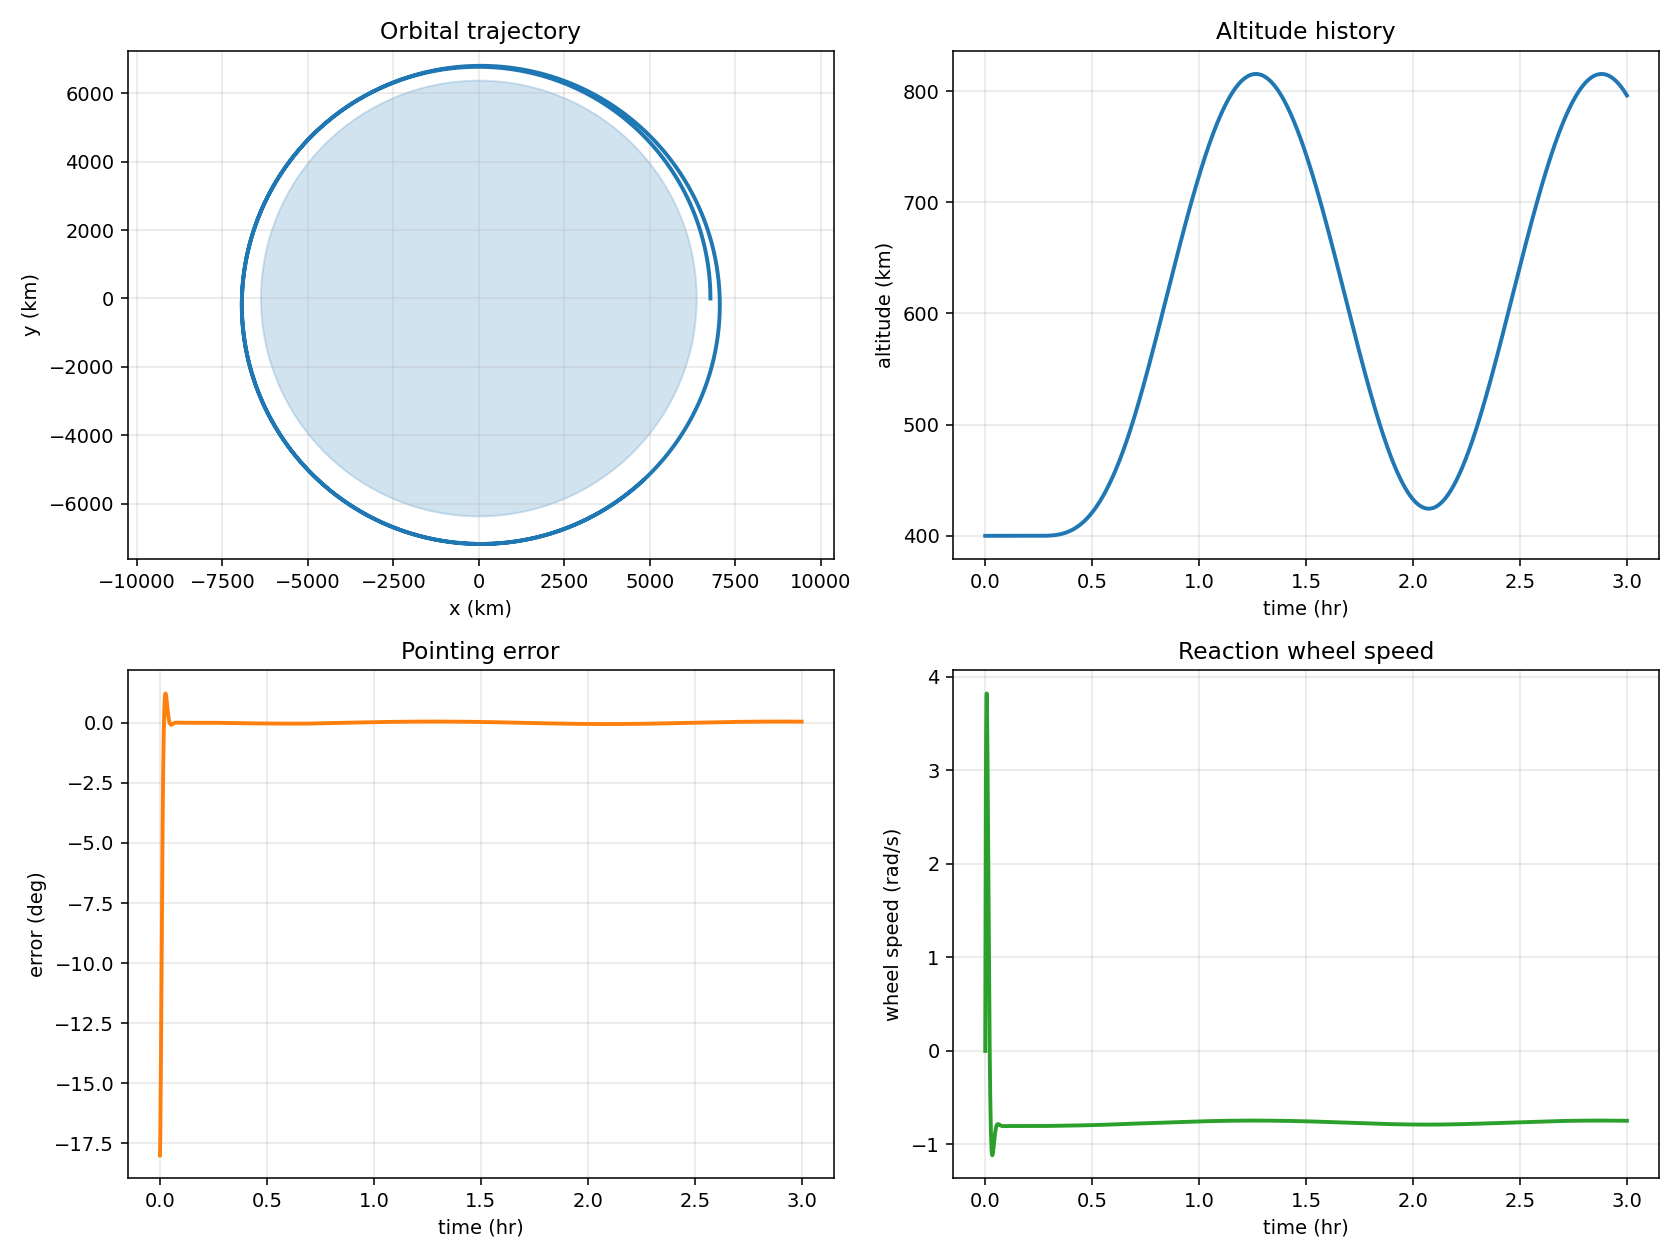 Orbital trajectory
6000
4000
2000
0
−2000
−4000
−6000
y (km)
−10000 −7500 −5000 −2500 0 2500 5000 7500 10000
x (km)
Altitude history
800
700
600
500
400
altitude (km)
0.0 0.5 1.0 1.5 2.0 2.5 3.0
time (hr)
Pointing error
0.0
−2.5
−5.0
−7.5
−10.0
−12.5
−15.0
−17.5
error (deg)
0.0 0.5 1.0 1.5 2.0 2.5 3.0
time (hr)
Reaction wheel speed
4
3
2
1
0
−1
wheel speed (rad/s)
0.0 0.5 1.0 1.5 2.0 2.5 3.0
time (hr)